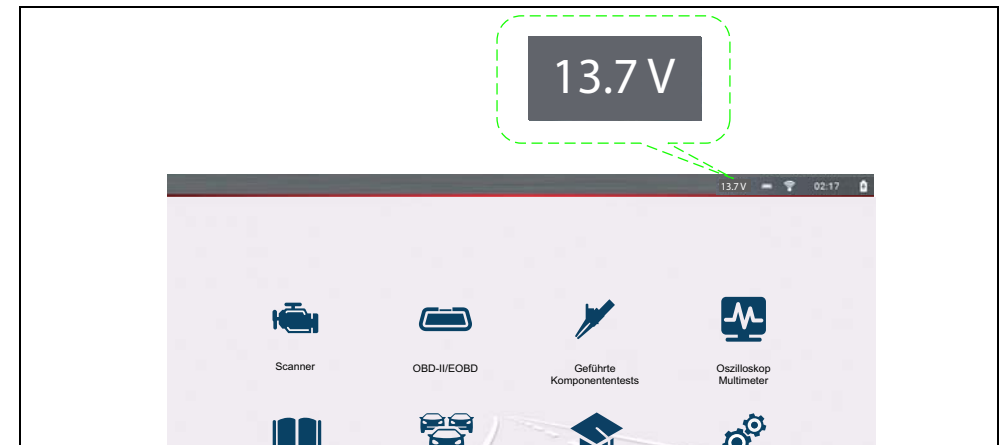 13.7 V
13.7 V 02:17
Scanner
OBD-II/EOBD
Geführte
Komponententests
Oszilloskop
Multimeter